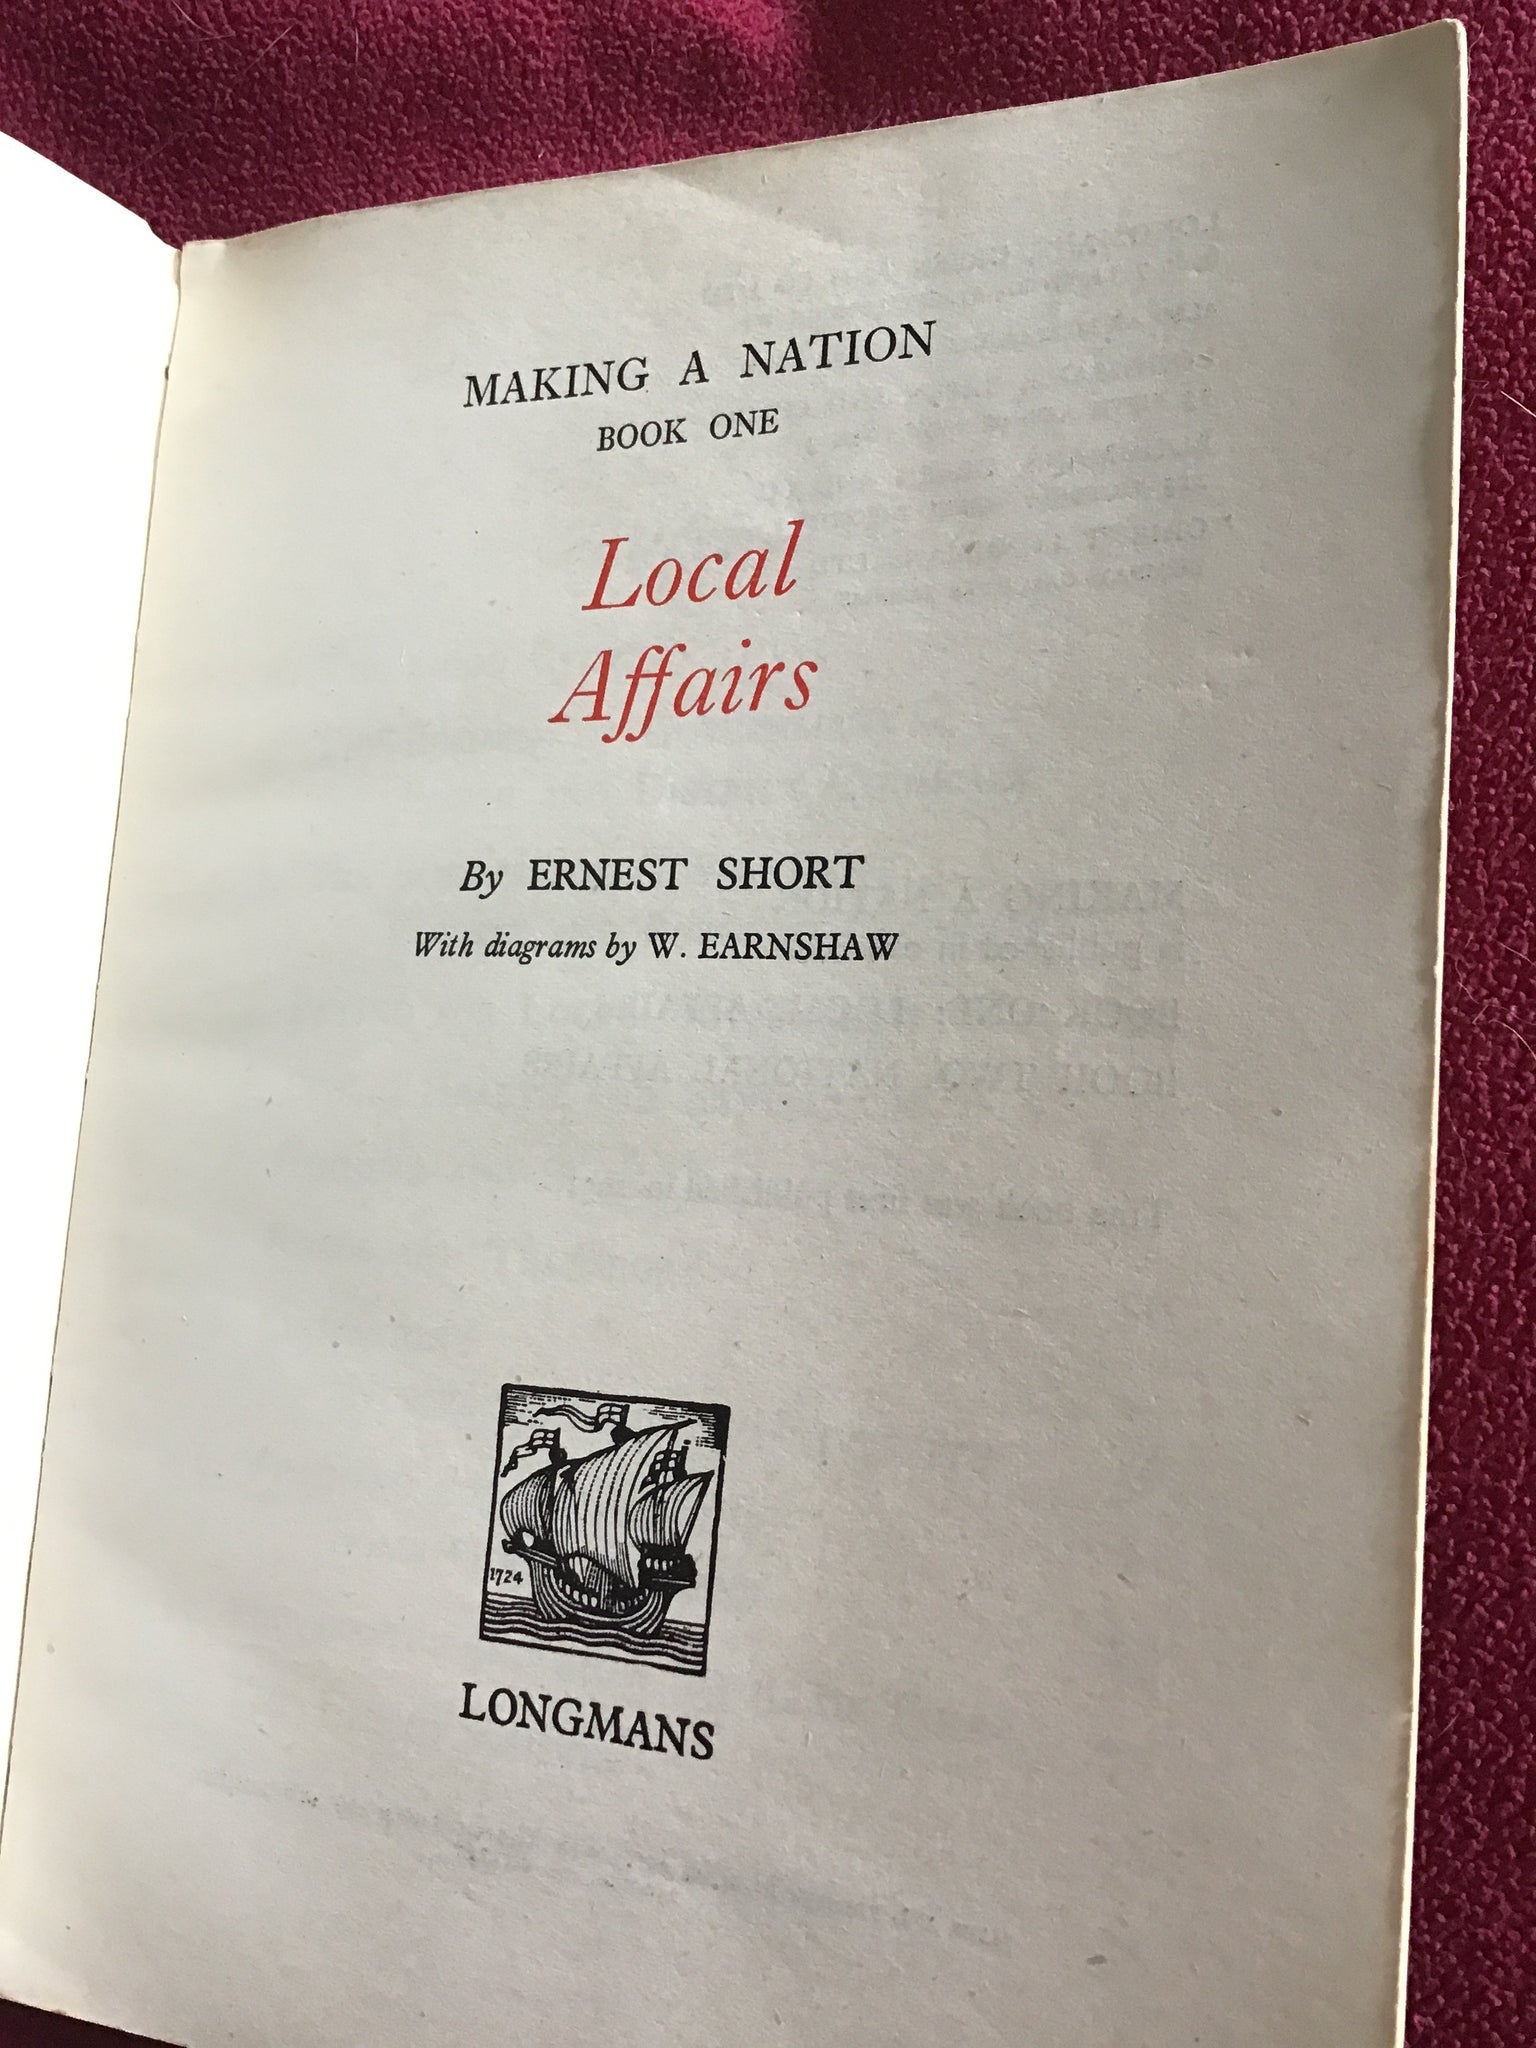 MAKING A NATION
BOOK ONE
Local
Affairs
By ERNEST SHORT
With diagrams by W. EARNSHAW
1724
LONGMANS